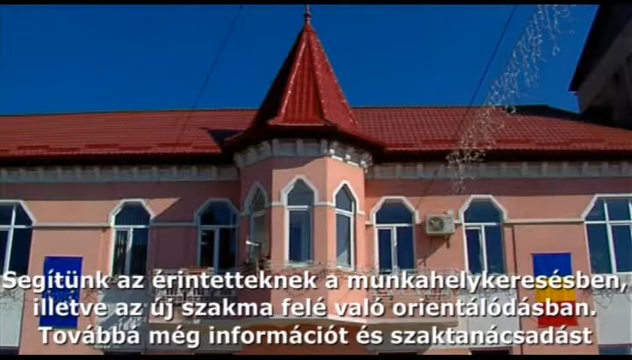 Segítünk az érintetteknek a munkahelykeresésben,
illetve az új szakma felé való orientálódásban.
Továbbá még információt és szaktanácsadást